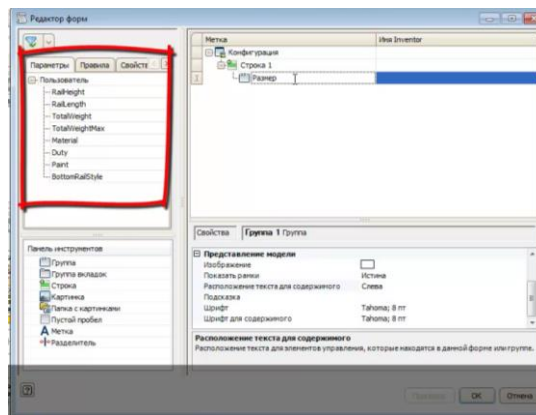 Редактор форм
Параметры Правила Свойств
Пользователь
RailHeight
RailLength
TotalWeight
TotalWeightMax
Material
Duty
Paint
BottomRailStyle
Панель инструментов
Группа
Группа вкладок
Строка
Картинка
Папка с картинками
Пустой пробел
Метка
Разделитель
Метка Имя Inventor
Конфигурация
Строка 1
Размер
Свойства Группа 1 Группа
Представление модели
Изображение
Показать рамки Истина
Расположение текста для содержимого Слева
Подсказка
Шрифт Tahoma; 8 пт
Шрифт для содержимого Tahoma; 8 пт
Расположение текста для содержимого
Расположение текста для элементов управления, которые находятся в данной форме или группе.
OK Отмена